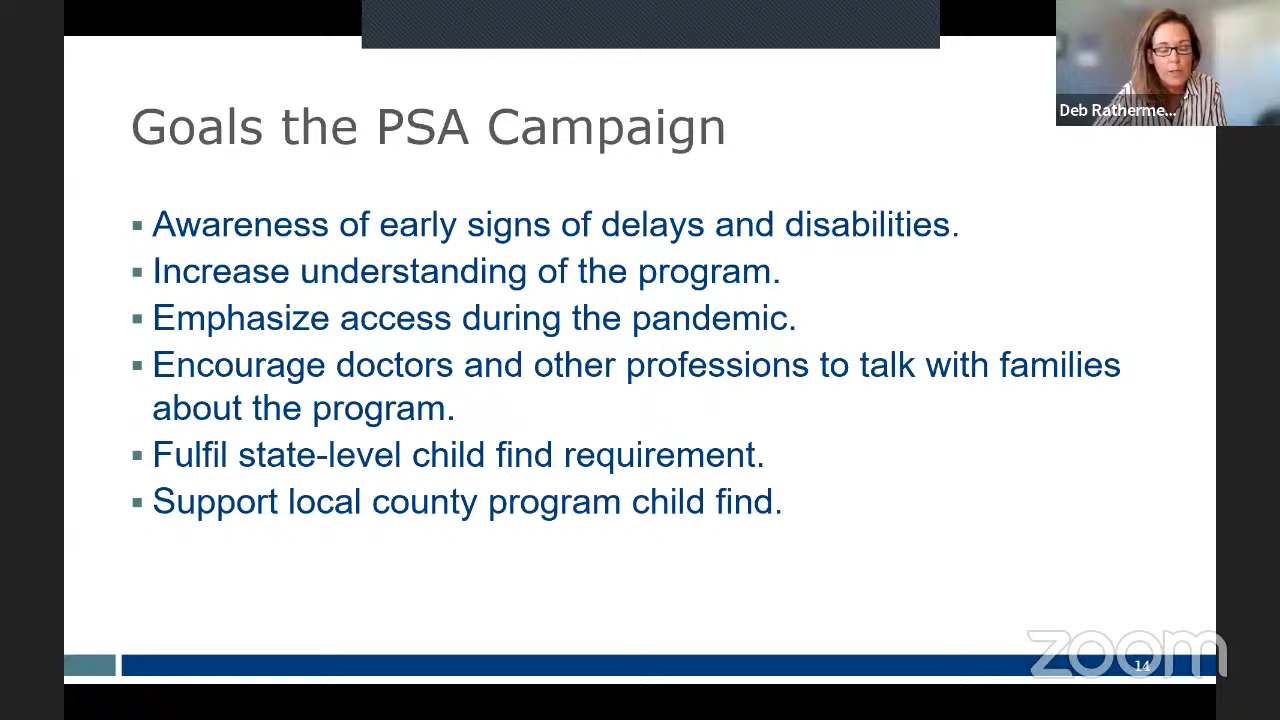 Goals the PSA Campaign
Deb Ratherme...
▪ Awareness of early signs of delays and disabilities.
▪ Increase understanding of the program.
▪ Emphasize access during the pandemic.
▪ Encourage doctors and other professions to talk with families
about the program.
▪ Fulfil state-level child find requirement.
▪ Support local county program child find.
zoom
14